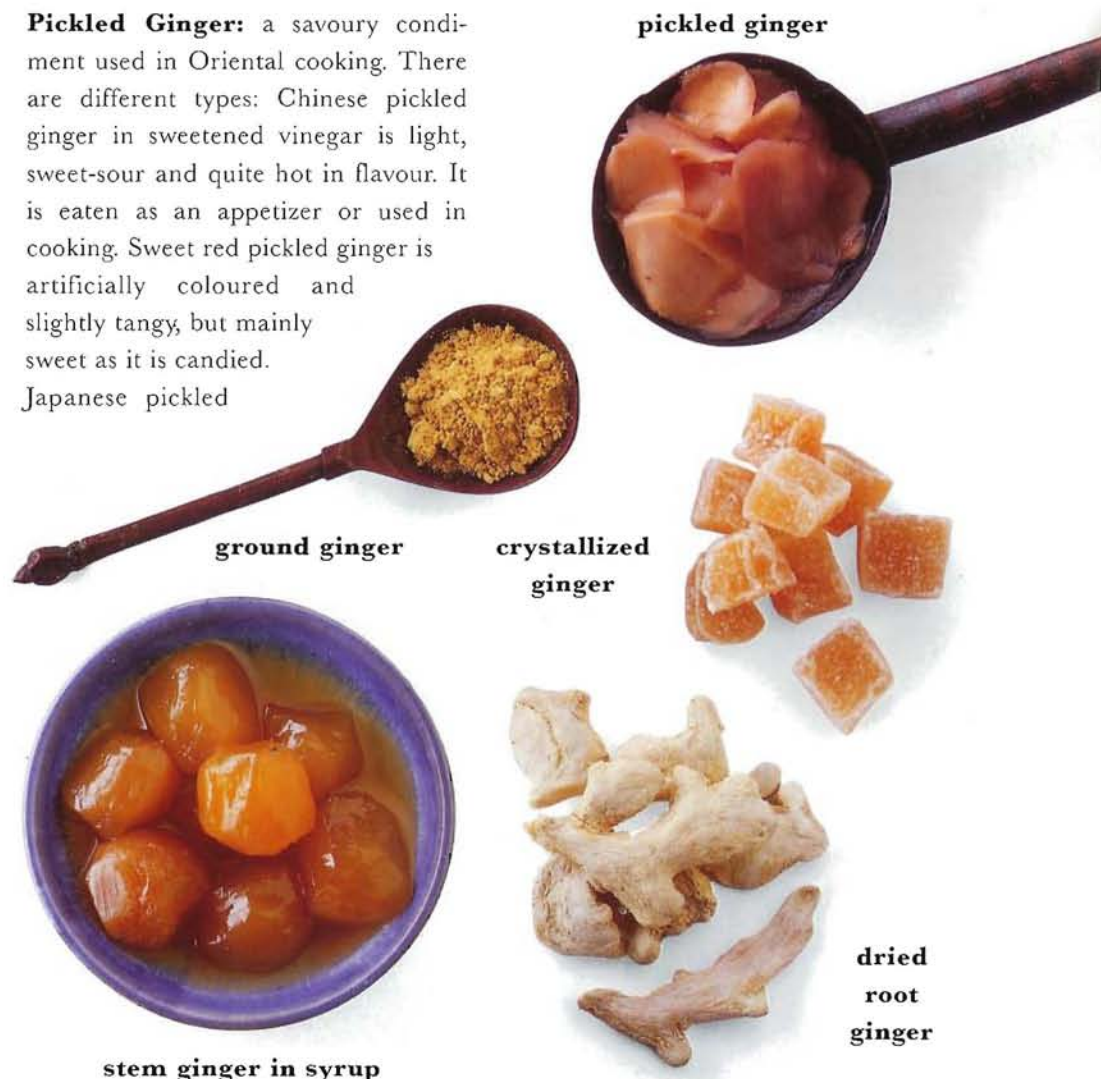 Pickled Ginger: a savoury condi-
ment used in Oriental cooking. There
are different types: Chinese pickled
ginger in sweetened vinegar is light,
sweet-sour and quite hot in flavour. It
is eaten as an appetizer or used in
cooking. Sweet red pickled ginger is
artificially coloured and
slightly tangy, but mainly
sweet as it is candied.
Japanese pickled
pickled ginger
ground ginger
crystallized
ginger
stem ginger in syrup
dried
root
ginger